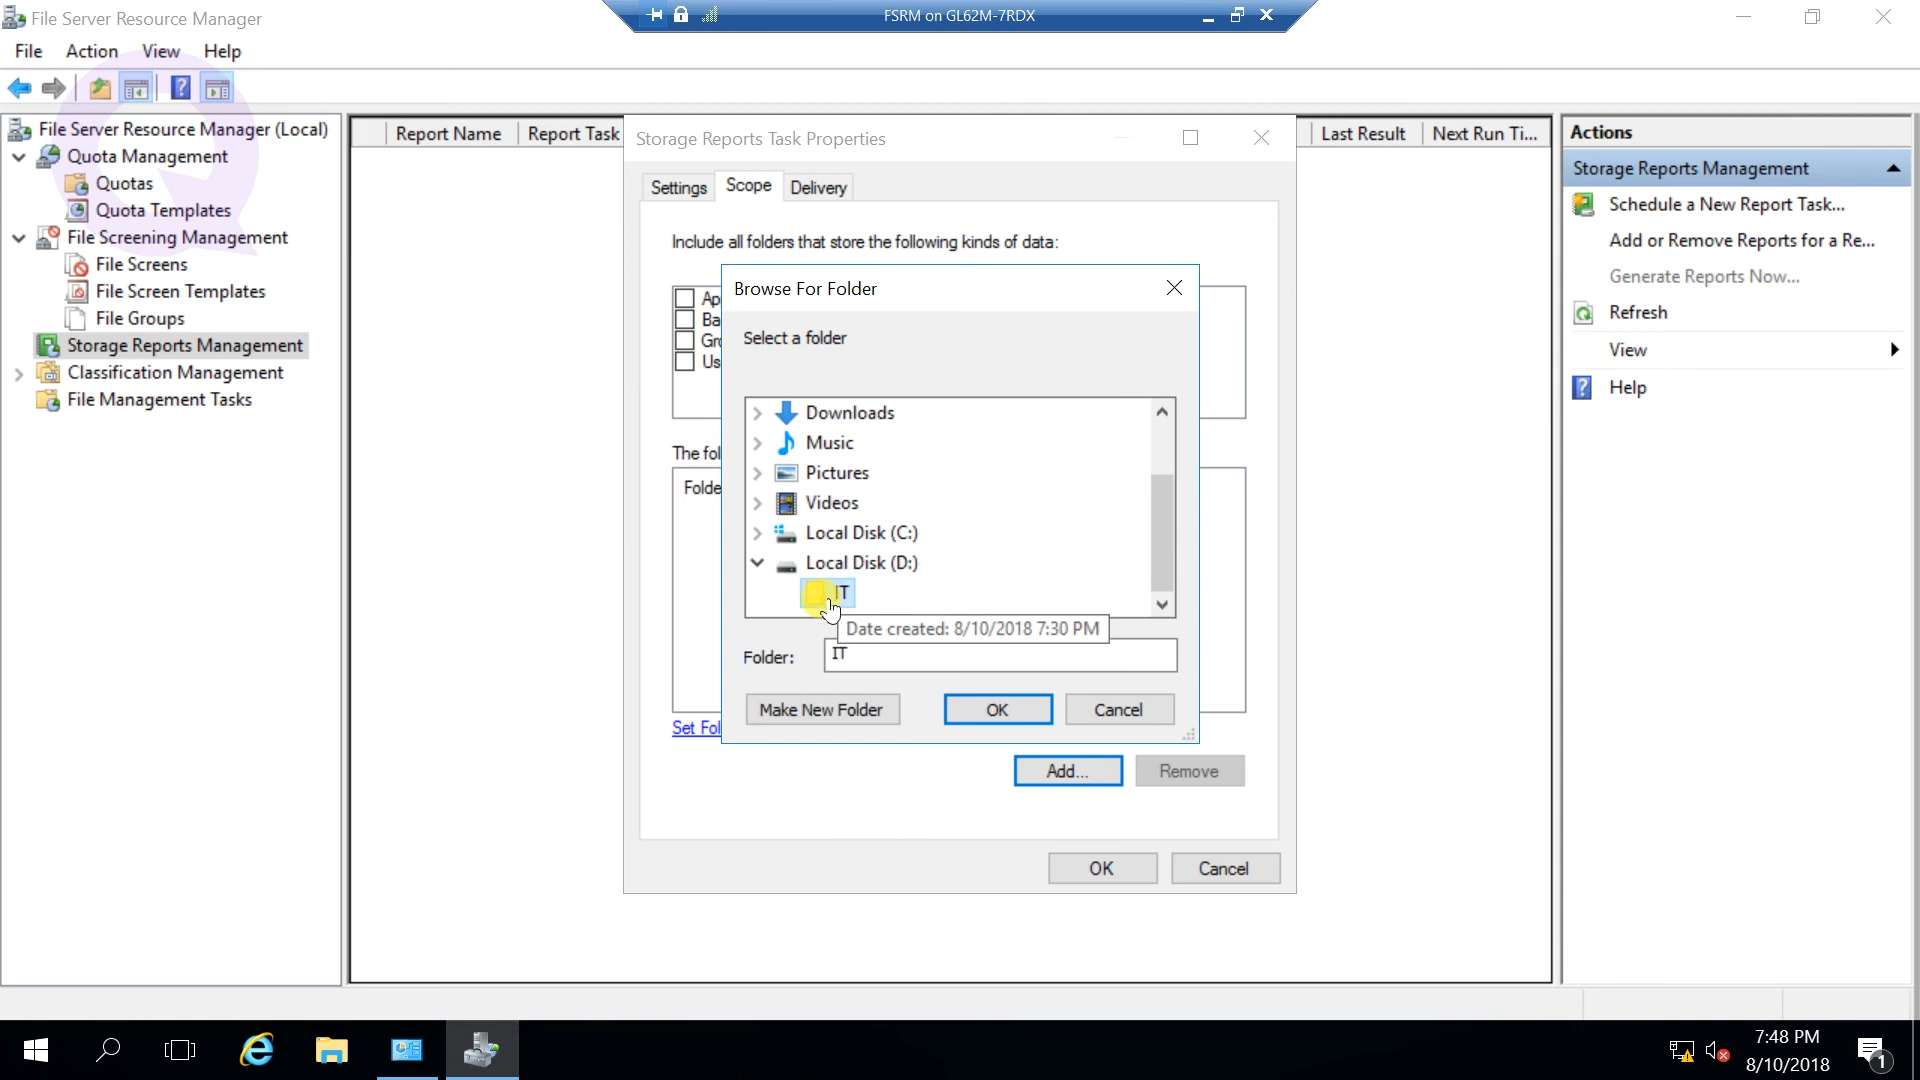 File Server Resource Manager
FSRM on GL62M-7RDX
File Action View Help
File Server Resource Manager (Local)
Quota Management
Quotas
Quota Templates
File Screening Management
File Screens
File Screen Templates
File Groups
Storage Reports Management
Classification Management
File Management Tasks
Report Name Report Task Last Result Next Run Ti...
Storage Reports Task Properties
Settings Scope Delivery
Include all folders that store the following kinds of data:
Browse For Folder
Select a folder
Downloads
Music
Pictures
Videos
Local Disk (C:)
Local Disk (D:)
IT
Date created: 8/10/2018 7:30 PM
Folder: IT
Make New Folder OK Cancel
The fol
Folde
Set Fol
Add... Remove
OK Cancel
Actions
Storage Reports Management
Schedule a New Report Task...
Add or Remove Reports for a Re...
Generate Reports Now...
Refresh
View
Help
7:48 PM
8/10/2018
1